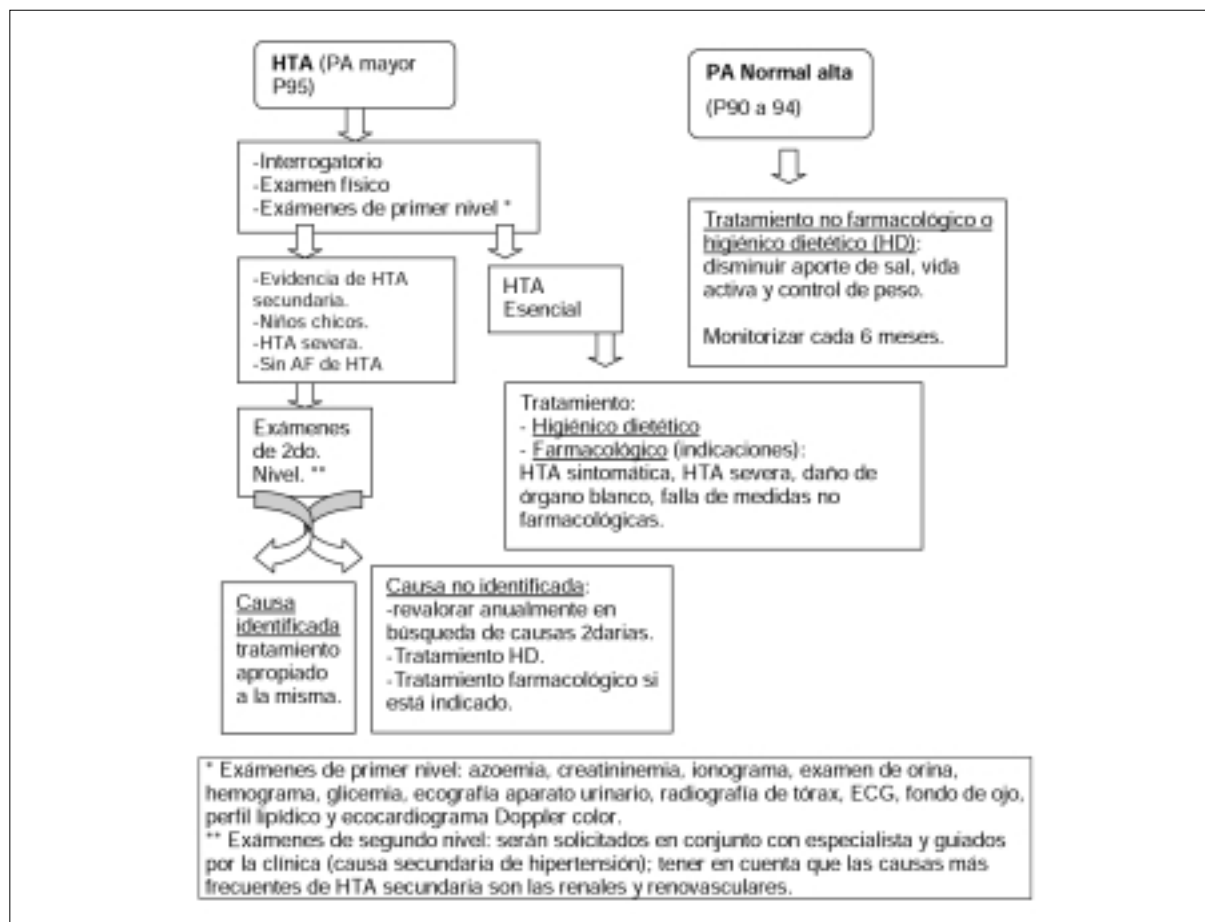 HTA (PA mayor
P95)
PA Normal alta
(P90 a 94)
-Interrogatorio
-Examen físico
-Exámenes de primer nivel *
Tratamiento no farmacológico o
higiénico dietético (HD):
disminuir aporte de sal, vida
activa y control de peso.
Monitorizar cada 6 meses.
-Evidencia de HTA
secundaria.
-Niños chicos.
-HTA severa.
-Sin AF de HTA
HTA
Esencial
Tratamiento:
- Higiénico dietético
- Farmacológico (indicaciones):
HTA sintomática, HTA severa, daño de
órgano blanco, falla de medidas no
farmacológicas.
Exámenes
de 2do.
Nivel. **
Causa
identificada
tratamiento
apropiado
a la misma.
Causa no identificada:
-revalorar anualmente en
búsqueda de causas 2darias.
-Tratamiento HD.
-Tratamiento farmacológico si
está indicado.
* Exámenes de primer nivel: azoemia, creatininemia, ionograma, examen de orina,
hemograma, glicemia, ecografía aparato urinario, radiografía de tórax, ECG, fondo de ojo,
perfil lipídico y ecocardiograma Doppler color.
** Exámenes de segundo nivel: serán solicitados en conjunto con especialista y guiados
por la clínica (causa secundaria de hipertensión); tener en cuenta que las causas más
frecuentes de HTA secundaria son las renales y renovasculares.